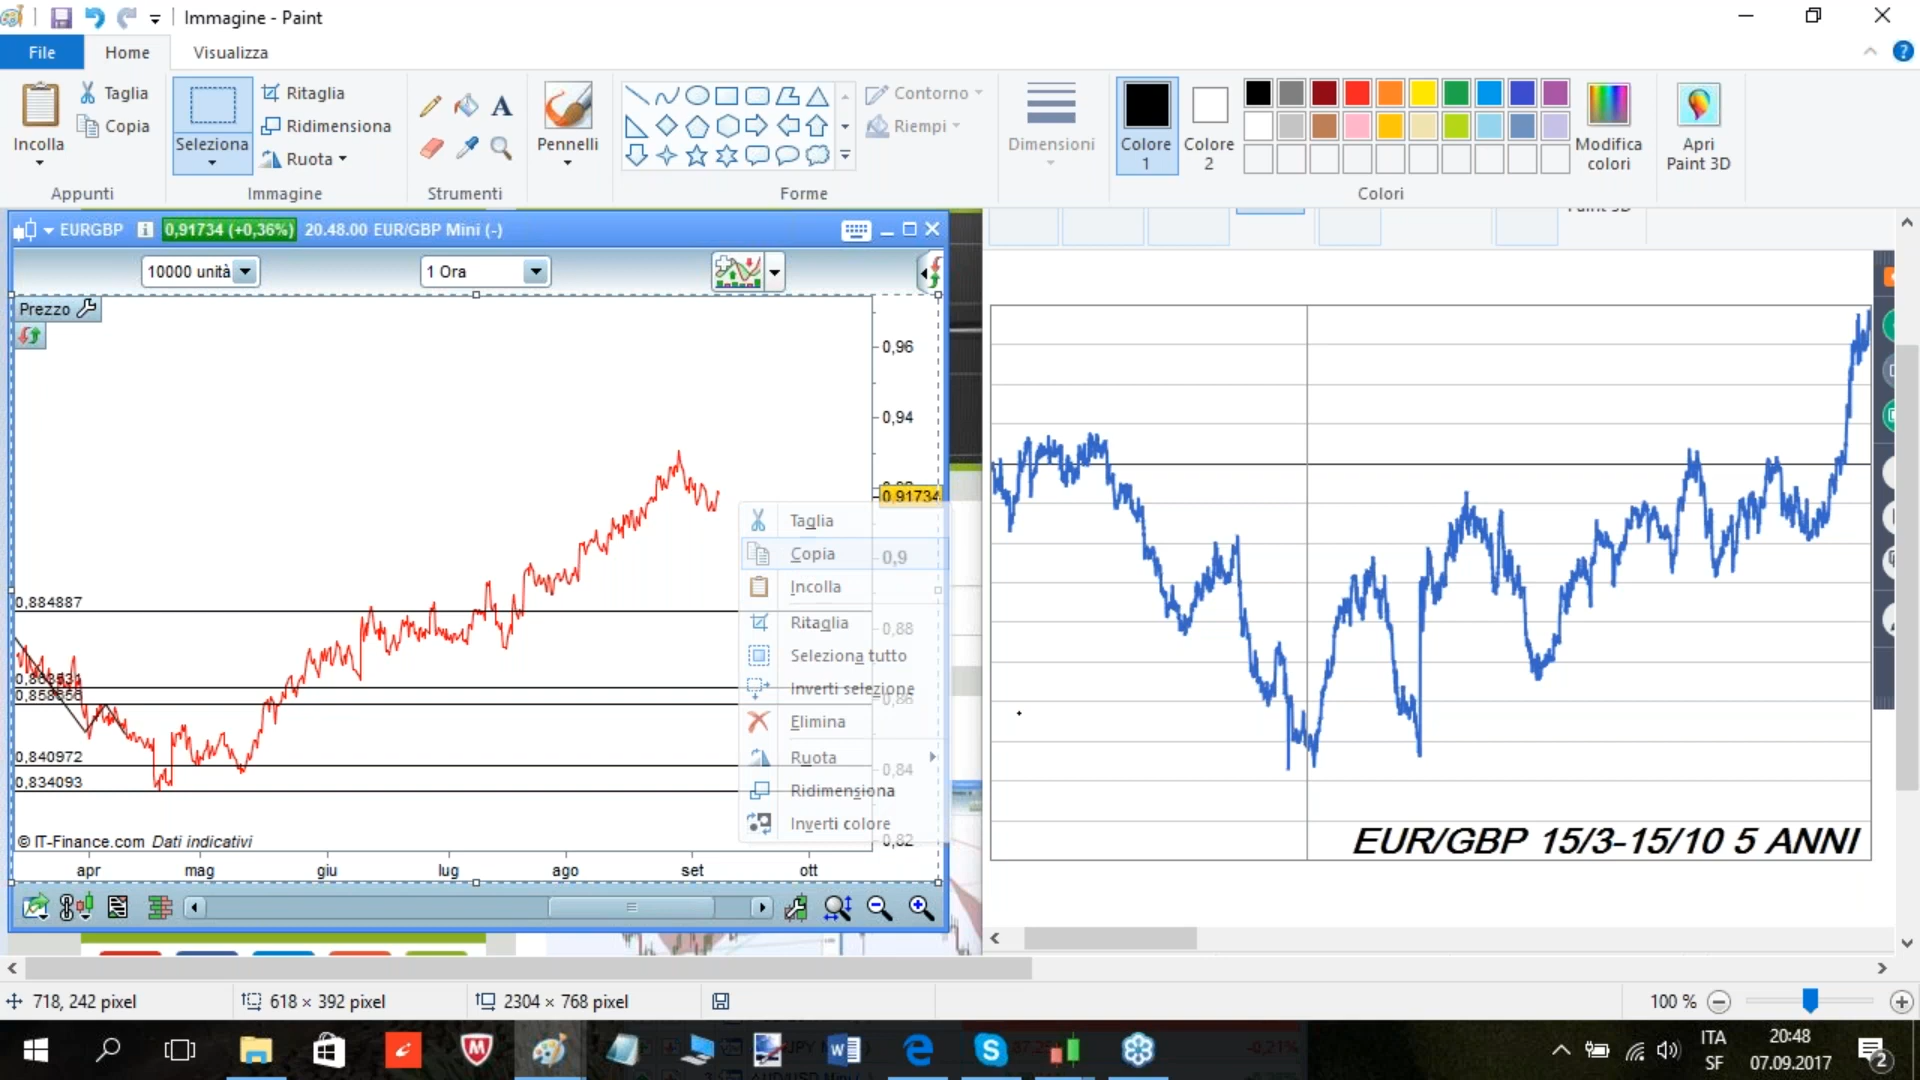 Immagine - Paint
File Home Visualizza
Incolla Taglia Copia
Seleziona Ritaglia Ridimensiona Ruota
Pennelli
Contorno Riempi
Dimensioni
Colore 1
Colore 2
Modifica colori
Apri Paint 3D
Appunti Immagine Strumenti Forme Colori
EURGBP 0,91734 (+0,36%) 20.48.00 EUR/GBP Mini (-)
10000 unità 1 Ora
Prezzo
0,96
0,94
0,91734
0,9
0,88
0,86
0,84
0,82
0,884887
0,858356
0,840972
0,834093
Taglia
Copia
Incolla
Ritaglia
Seleziona tutto
Inverti selezione
Elimina
Ruota
Ridimensiona
Inverti colore
© IT-Finance.com Dati indicativi
apr mag giu lug ago set ott
EUR/GBP 15/3-15/10 5 ANNI
718, 242 pixel 618 × 392 pixel 2304 × 768 pixel 100 %
ITA
SF
20:48
07.09.2017
2